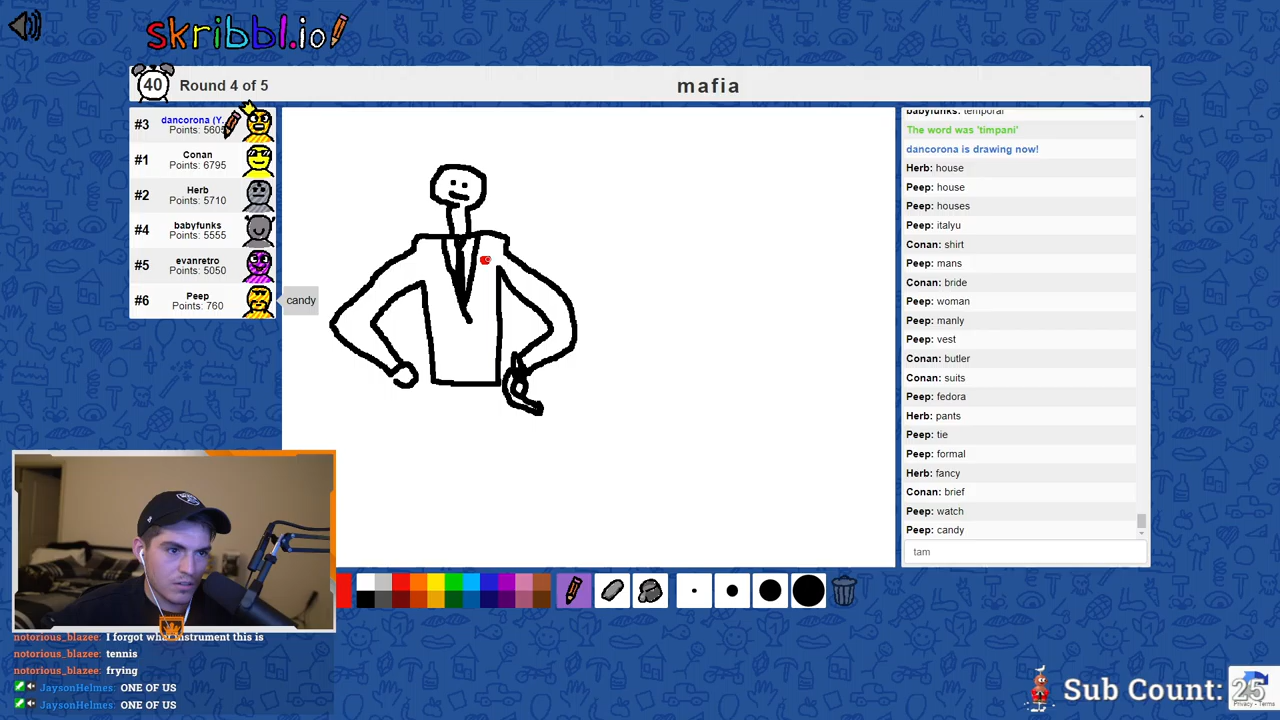 skribbl.io
40 Round 4 of 5 mafia
#3 dancorona (Y.
Points: 5605
#1 Conan
Points: 6795
#2 Herb
Points: 5710
#4 babyfunks
Points: 5555
#5 evanretro
Points: 5050
#6 Peep
Points: 760
candy
babyfunks: temporal
The word was 'timpani'
dancorona is drawing now!
Herb: house
Peep: house
Peep: houses
Peep: italyu
Conan: shirt
Peep: mans
Conan: bride
Peep: woman
Peep: manly
Peep: vest
Conan: butler
Conan: suits
Peep: fedora
Herb: pants
Peep: tie
Peep: formal
Herb: fancy
Conan: brief
Peep: watch
Peep: candy
tam
notorious_blazee: I forgot what instrument this is
notorious_blazee: tennis
notorious_blazee: frying
JaysonHelmes: ONE OF US
JaysonHelmes: ONE OF US
Sub Count: 25
Privacy - Terms